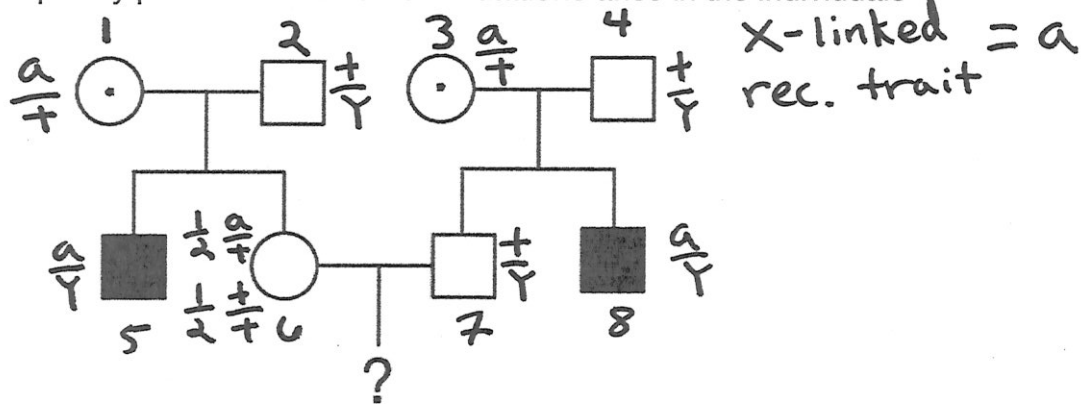 1 2 3 4
X-linked = a
rec. trait
a/+ +/Y a/+ +/Y
a/Y 1/2 a/+ +/Y a/Y
1/2 +/+
5 6 7 8
?